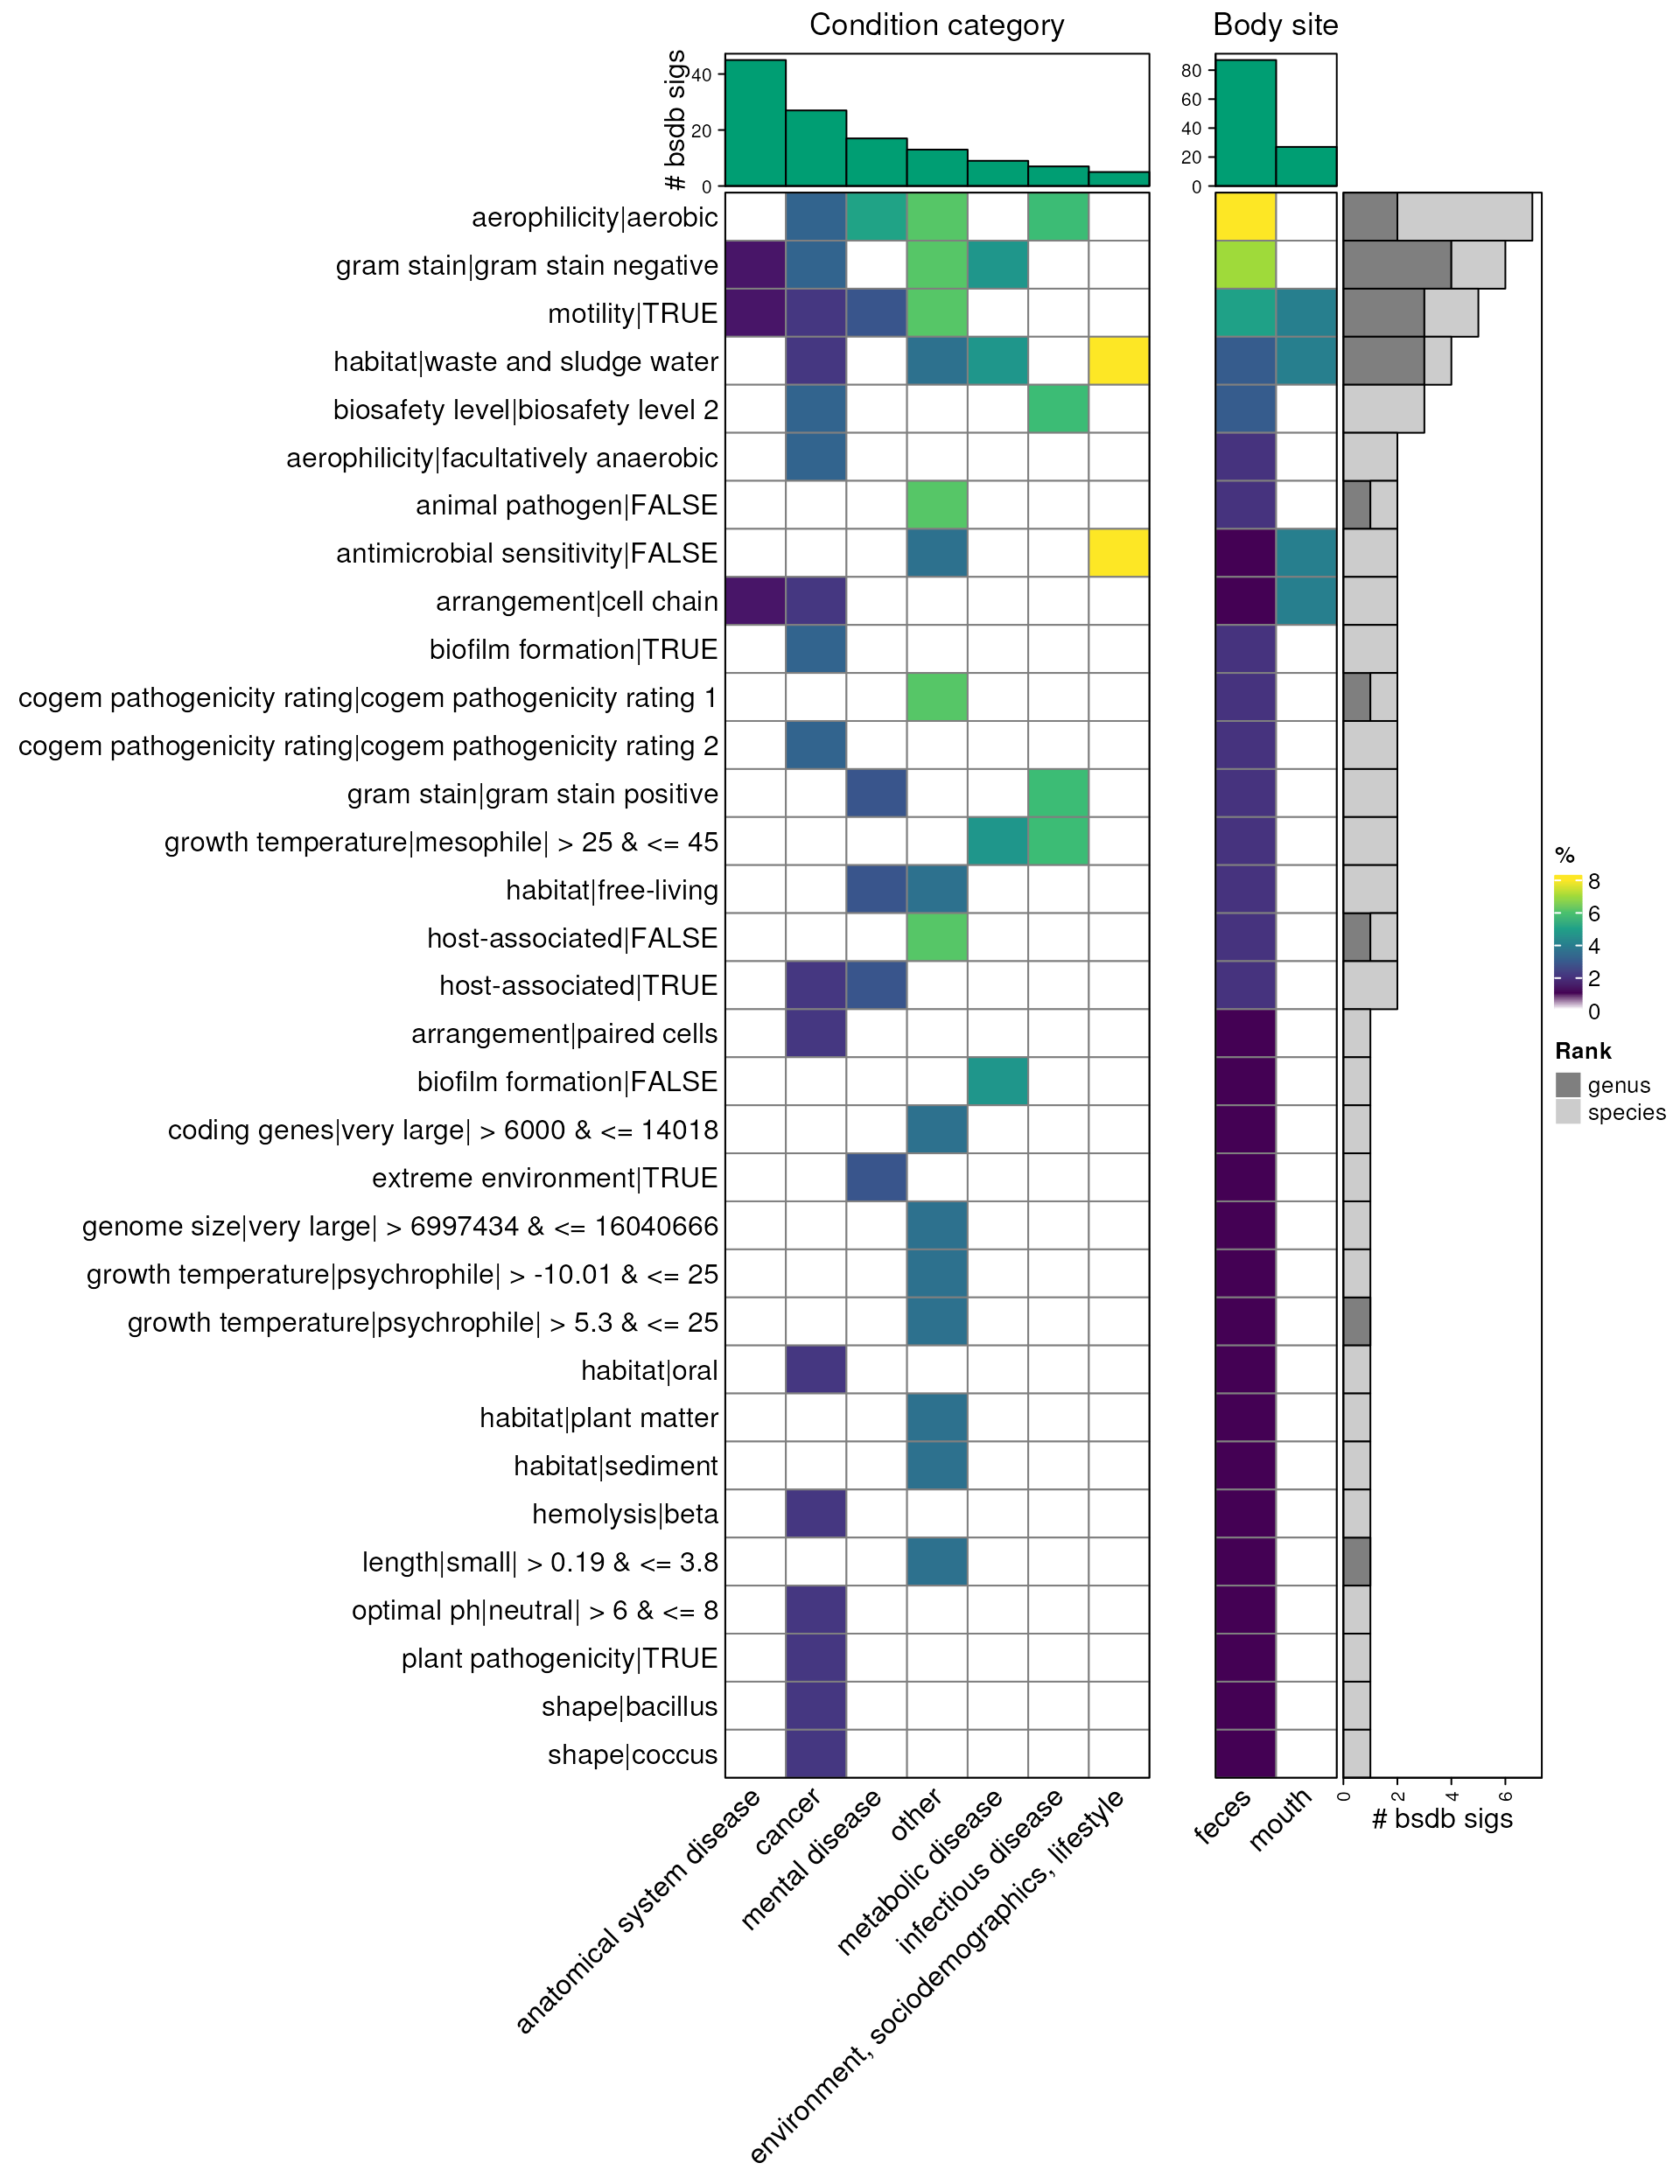 Condition category
Body site
# bsdb sigs
40
20
0
80
60
40
20
0
aerophilicity|aerobic
gram stain|gram stain negative
motility|TRUE
habitat|waste and sludge water
biosafety level|biosafety level 2
aerophilicity|facultatively anaerobic
animal pathogen|FALSE
antimicrobial sensitivity|FALSE
arrangement|cell chain
biofilm formation|TRUE
cogem pathogenicity rating|cogem pathogenicity rating 1
cogem pathogenicity rating|cogem pathogenicity rating 2
gram stain|gram stain positive
growth temperature|mesophile| > 25 & <= 45
habitat|free-living
host-associated|FALSE
host-associated|TRUE
arrangement|paired cells
biofilm formation|FALSE
coding genes|very large| > 6000 & <= 14018
extreme environment|TRUE
genome size|very large| > 6997434 & <= 16040666
growth temperature|psychrophile| > -10.01 & <= 25
growth temperature|psychrophile| > 5.3 & <= 25
habitat|oral
habitat|plant matter
habitat|sediment
hemolysis|beta
length|small| > 0.19 & <= 3.8
optimal ph|neutral| > 6 & <= 8
plant pathogenicity|TRUE
shape|bacillus
shape|coccus
anatomical system disease
cancer
mental disease
other
metabolic disease
infectious disease
environment, sociodemographics, lifestyle
feces
mouth
0
2
4
6
# bsdb sigs
%
8
6
4
2
0
Rank
genus
species